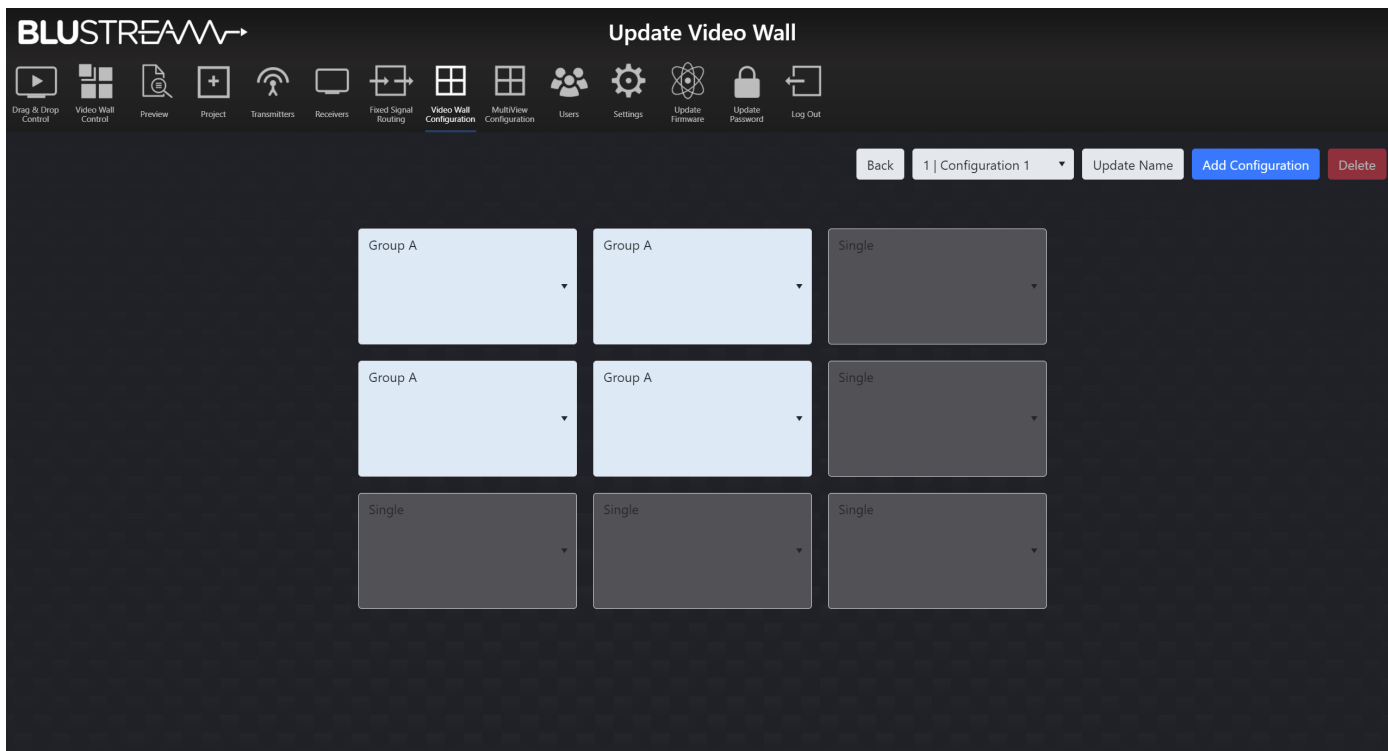 BLUSTREAM
Update Video Wall
Drag & Drop
Control
Video Wall
Control
Preview
Project
Transmitters
Receivers
Fixed Signal
Routing
Video Wall
Configuration
MultiView
Configuration
Users
Settings
Update
Firmware
Update
Password
Log Out
Back
1 | Configuration 1
Update Name
Add Configuration
Delete
Group A
Group A
Single
Group A
Group A
Single
Single
Single
Single